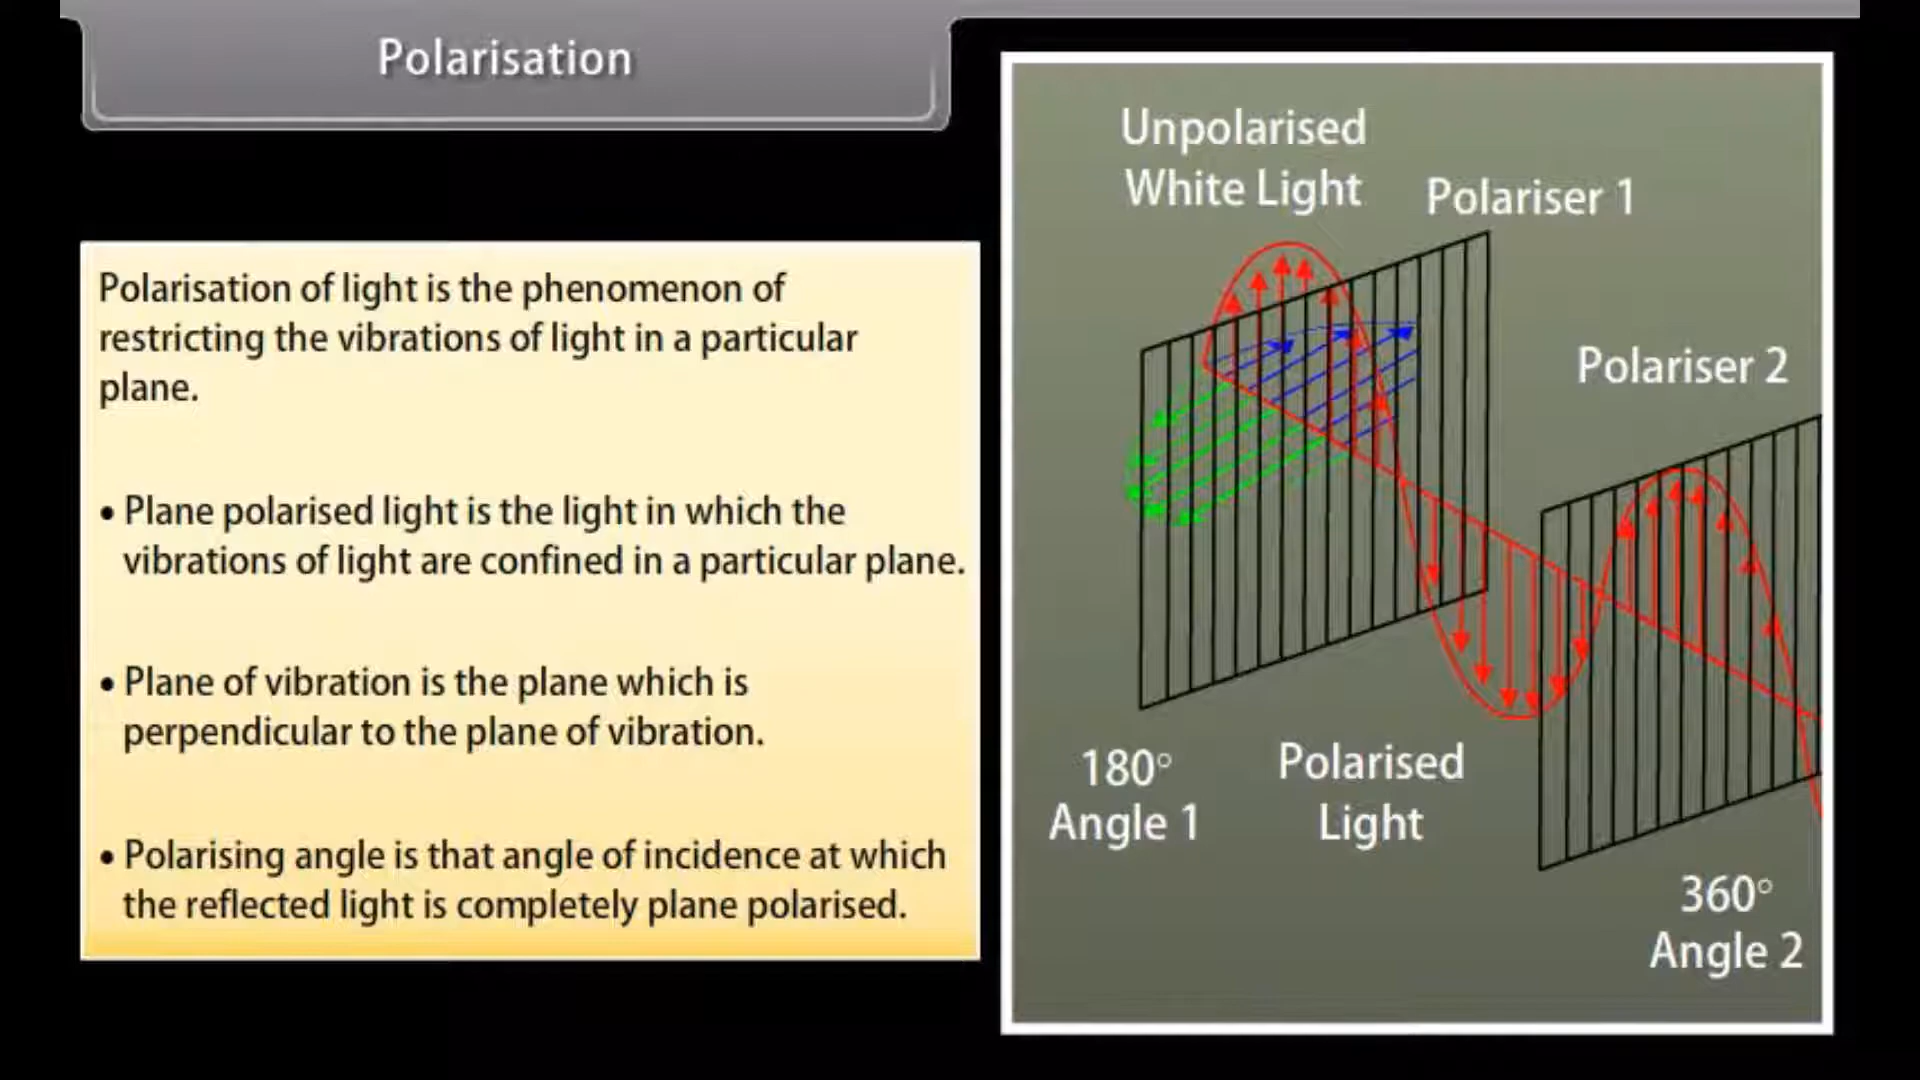 Polarisation
Polarisation of light is the phenomenon of
restricting the vibrations of light in a particular
plane.
• Plane polarised light is the light in which the
vibrations of light are confined in a particular plane.
• Plane of vibration is the plane which is
perpendicular to the plane of vibration.
• Polarising angle is that angle of incidence at which
the reflected light is completely plane polarised.
Unpolarised
White Light
Polariser 1
Polariser 2
180°
Angle 1
Polarised
Light
360°
Angle 2